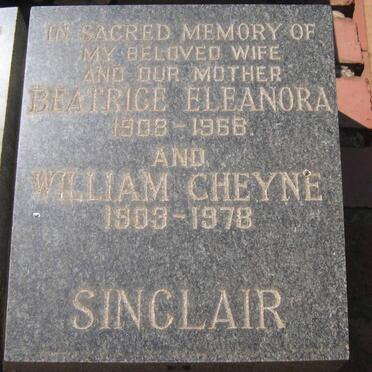 IN SACRED MEMORY OF
MY BELOVED WIFE
AND OUR MOTHER
BEATRICE ELEANORA
1908-1968.
AND
WILLIAM CHEYNE
1903-1978
SINCLAIR